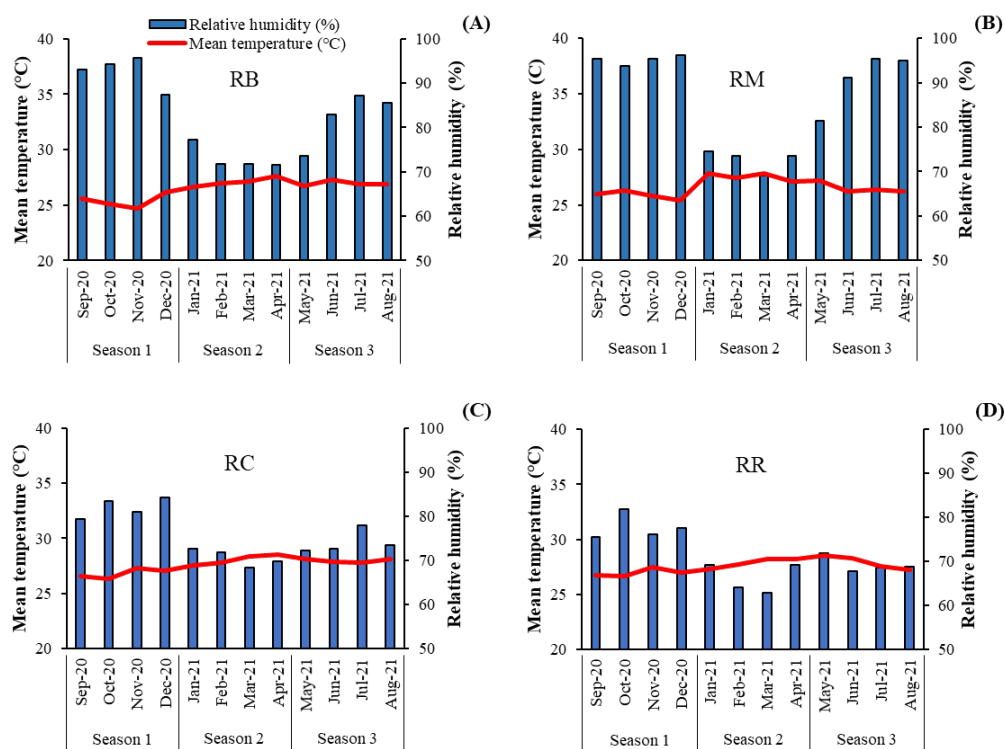 (A)
Relative humidity (%)
Mean temperature (°C)
RB
Mean temperature (°C)
40
35
30
25
20
Relative humidity (%)
100
90
80
70
60
50
Sep-20
Oct-20
Nov-20
Dec-20
Jan-21
Feb-21
Mar-21
Apr-21
May-21
Jun-21
Jul-21
Aug-21
Season 1
Season 2
Season 3
(B)
RM
Mean temperature (C)
40
35
30
25
20
Relative humidity (%)
100
90
80
70
60
50
Sep-20
Oct-20
Nov-20
Dec-20
Jan-21
Feb-21
Mar-21
Apr-21
May-21
Jun-21
Jul-21
Aug-21
Season 1
Season 2
Season 3
(C)
RC
Mean temperature (°C)
40
35
30
25
20
Relative humidity (%)
100
90
80
70
60
50
Sep-20
Oct-20
Nov-20
Dec-20
Jan-21
Feb-21
Mar-21
Apr-21
May-21
Jun-21
Jul-21
Aug-21
Season 1
Season 2
Season 3
(D)
RR
Mean temperature (°C)
40
35
30
25
20
Relative humidity (%)
100
90
80
70
60
50
Sep-20
Oct-20
Nov-20
Dec-20
Jan-21
Feb-21
Mar-21
Apr-21
May-21
Jun-21
Jul-21
Aug-21
Season 1
Season 2
Season 3